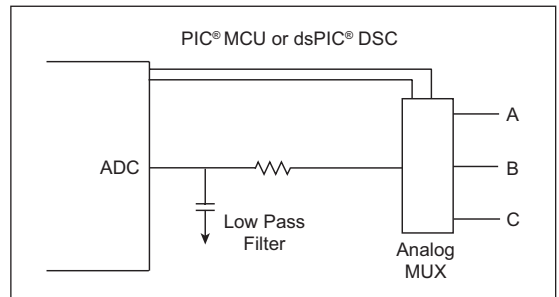 PIC® MCU or dsPIC® DSC
A
ADC
B
C
Low Pass
Filter
Analog
MUX